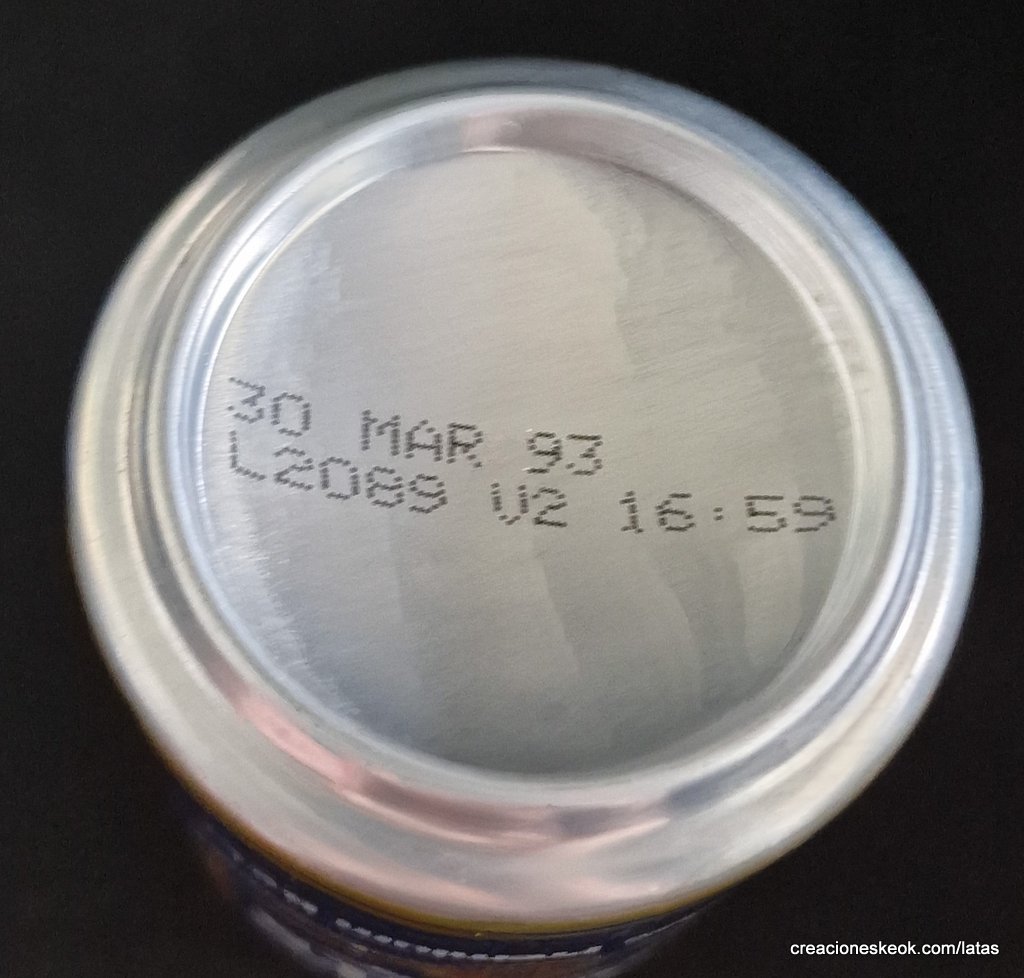 30 MAR 93
L2089 V2 16:59
creacioneskeok.com/latas